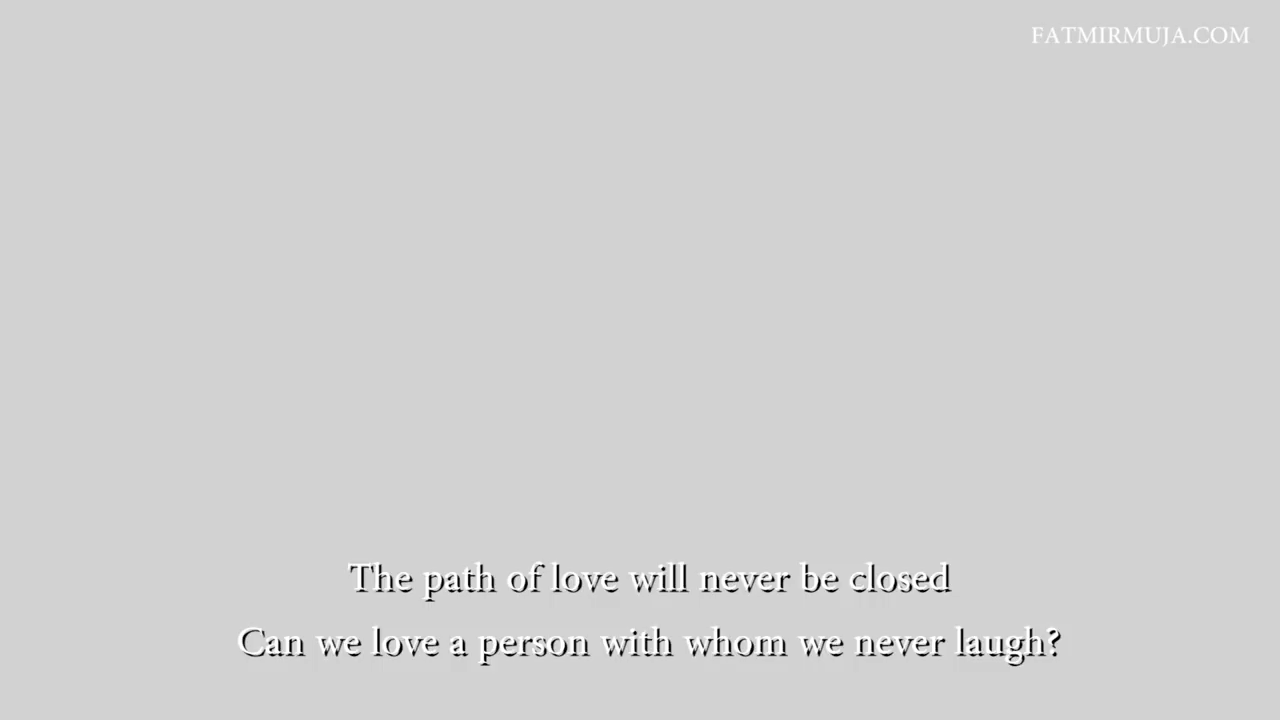 FATMIRMUJA.COM
The path of love will never be closed
Can we love a person with whom we never laugh?